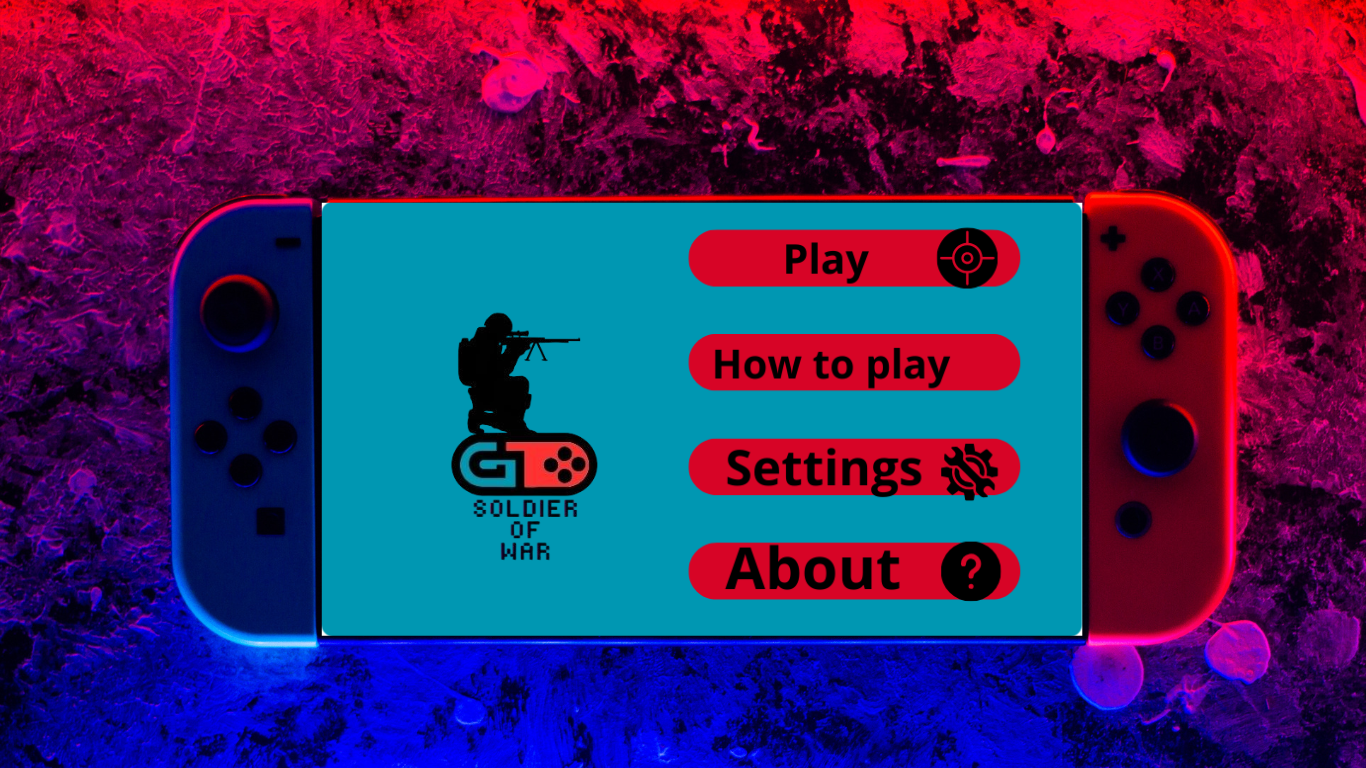 Play
How to play
Settings
About
?
SOLDIER
OF
WAR
X
Y
A
B